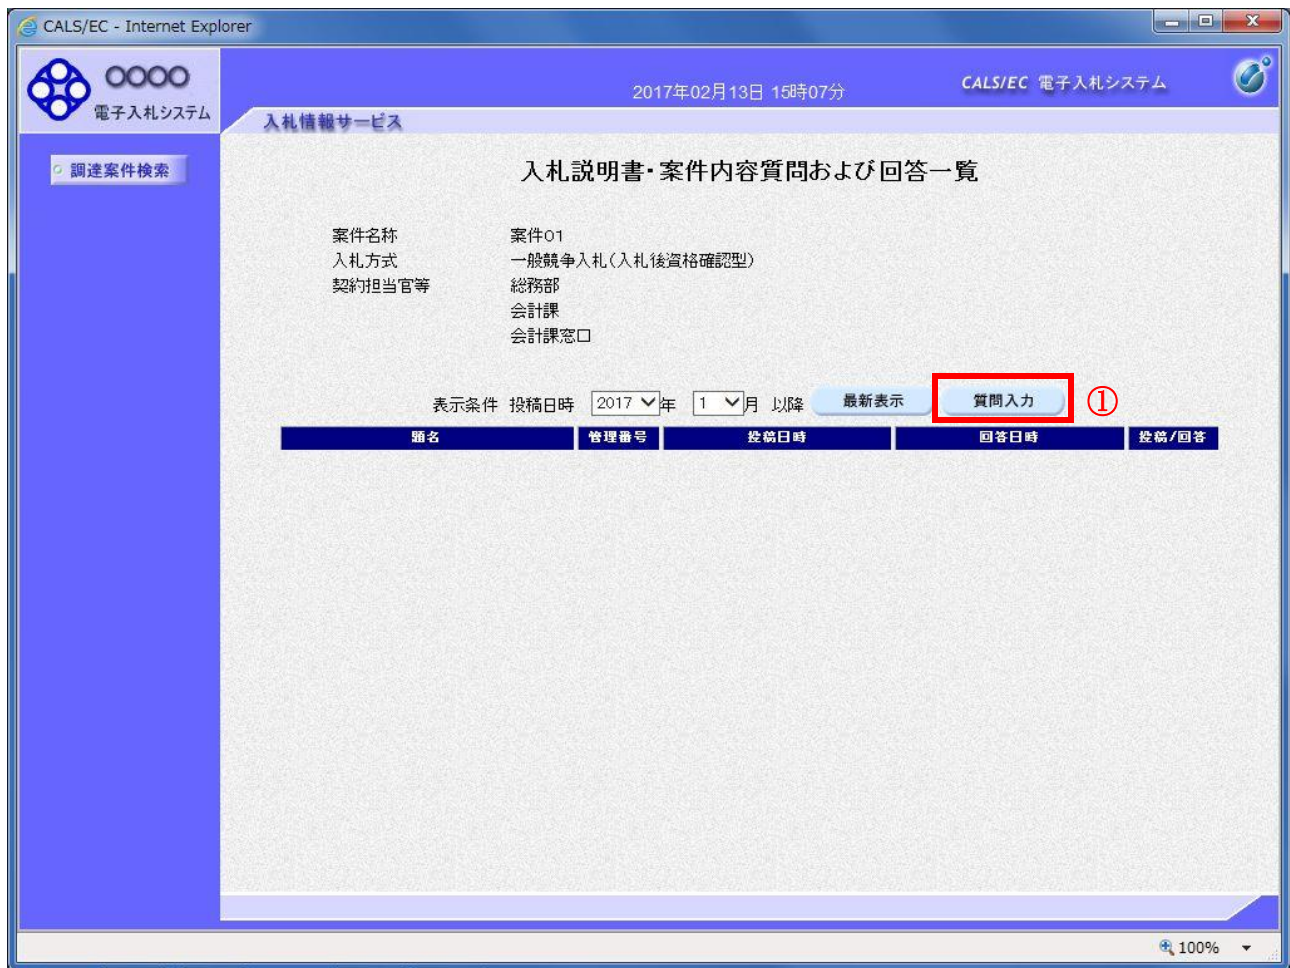 CALS/EC - Internet Explorer
○○○○
電子入札システム
2017年02月13日 15時07分
CALS/EC 電子入札システム
入札情報サービス
調達案件検索
入札説明書・案件内容質問および回答一覧
案件名称 案件01
入札方式 一般競争入札(入札後資格確認型)
契約担当官等 総務部
会計課
会計課窓口
表示条件 投稿日時 2017 年 1 月 以降 最新表示 質問入力 ①
題名 管理番号 投稿日時 回答日時 投稿/回答
100%